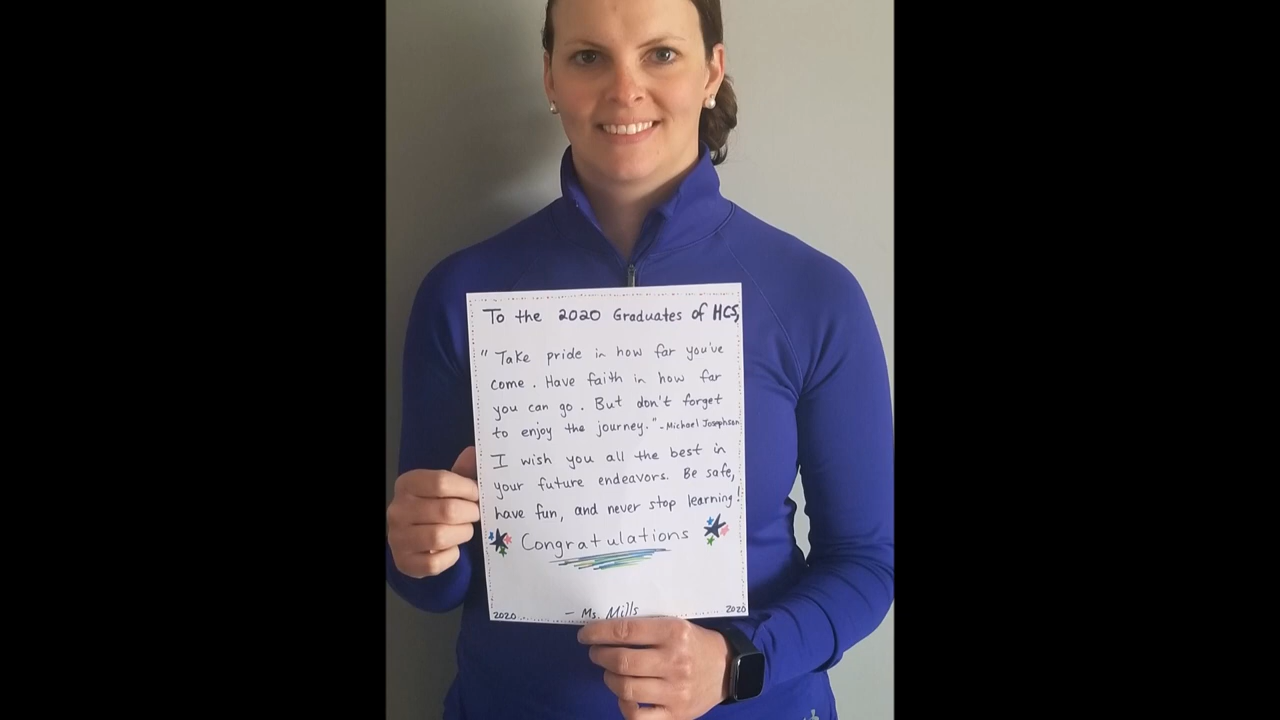 To the 2020 Graduates of HCS,
"Take pride in how far you've
come. Have faith in how far
you can go. But don't forget
to enjoy the journey." - Michael Josephson
I wish you all the best in
your future endeavors. Be safe,
have fun, and never stop learning!
Congratulations
- Ms. Mills
2020 2020